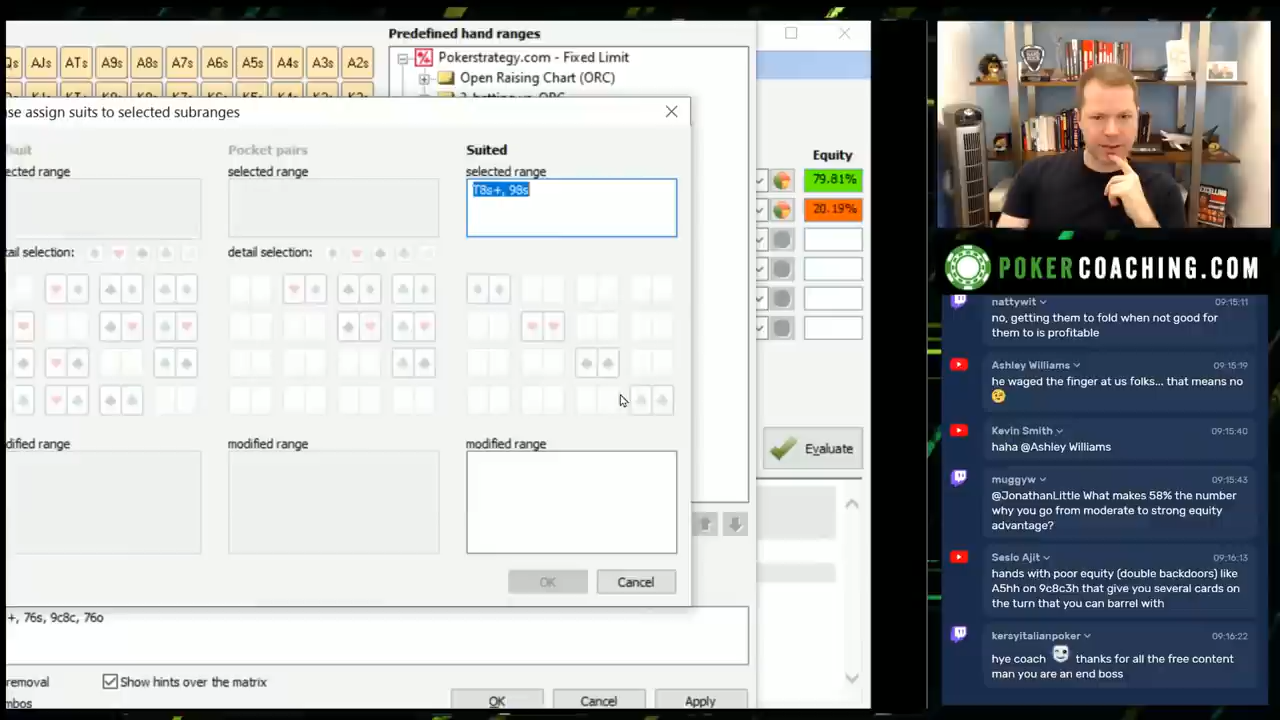 Predefined hand ranges
Qs AJs ATs A9s A8s A7s A6s A5s A4s A3s A2s
Pokerstrategy.com - Fixed Limit
Open Raising Chart (ORC)
se assign suits to selected subranges
suit
Pocket pairs
Suited
ected range
selected range
selected range
T8s+, 98s
tail selection:
detail selection:
dified range
modified range
modified range
OK
Cancel
+, 76s, 9c8c, 76o
removal
Show hints over the matrix
mbos
OK
Cancel
Apply
Equity
79.81%
20.19%
Evaluate
POKERCOACHING.COM
nattywit 09:15:11
no, getting them to fold when not good for
them to is profitable
Ashley Williams 09:15:19
he waged the finger at us folks... that means no
Kevin Smith 09:15:40
haha @Ashley Williams
muggyw 09:15:43
@JonathanLittle What makes 58% the number
why you go from moderate to strong equity
advantage?
Seslo Ajit 09:16:13
hands with poor equity (double backdoors) like
A5hh on 9c8c3h that give you several cards on
the turn that you can barrel with
kersyitalianpoker 09:16:22
hye coach thanks for all the free content
man you are an end boss